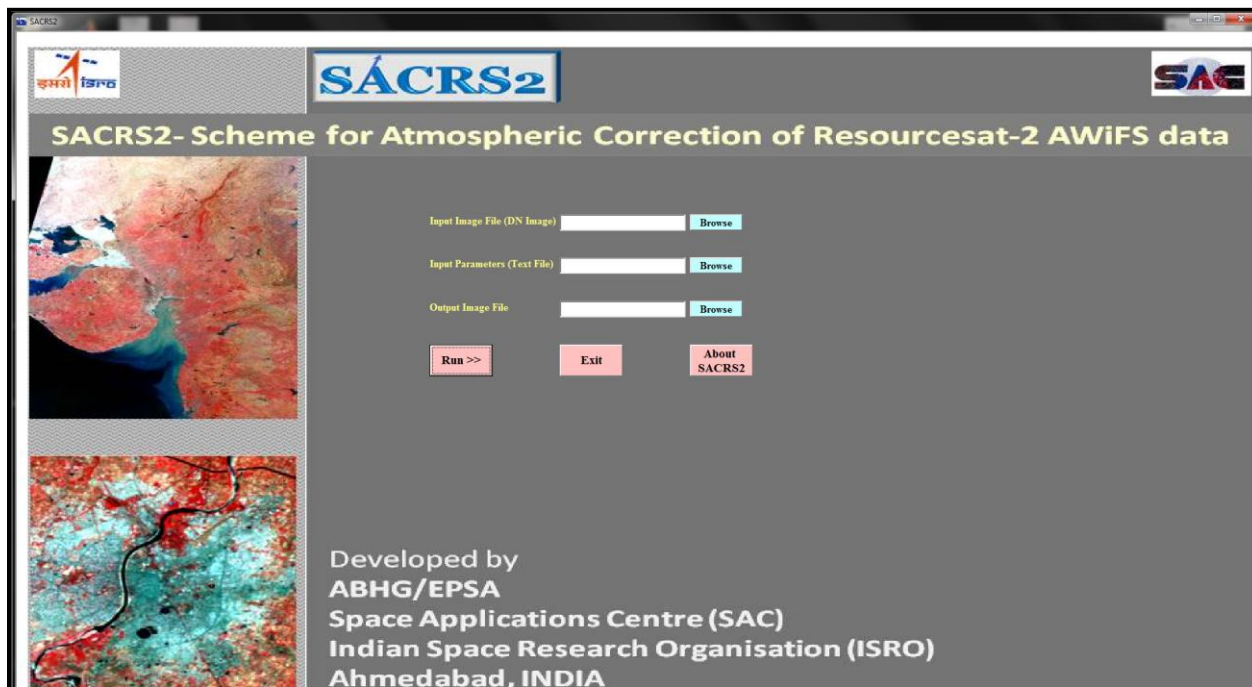 SACRS2
इसरो isro
SACRS2
SAC
SACRS2- Scheme for Atmospheric Correction of Resourcesat-2 AWiFS data
Input Image File (DN Image) Browse
Input Parameters (Text File) Browse
Output Image File Browse
Run >> Exit About
SACRS2
Developed by
ABHG/EPSA
Space Applications Centre (SAC)
Indian Space Research Organisation (ISRO)
Ahmedabad, INDIA